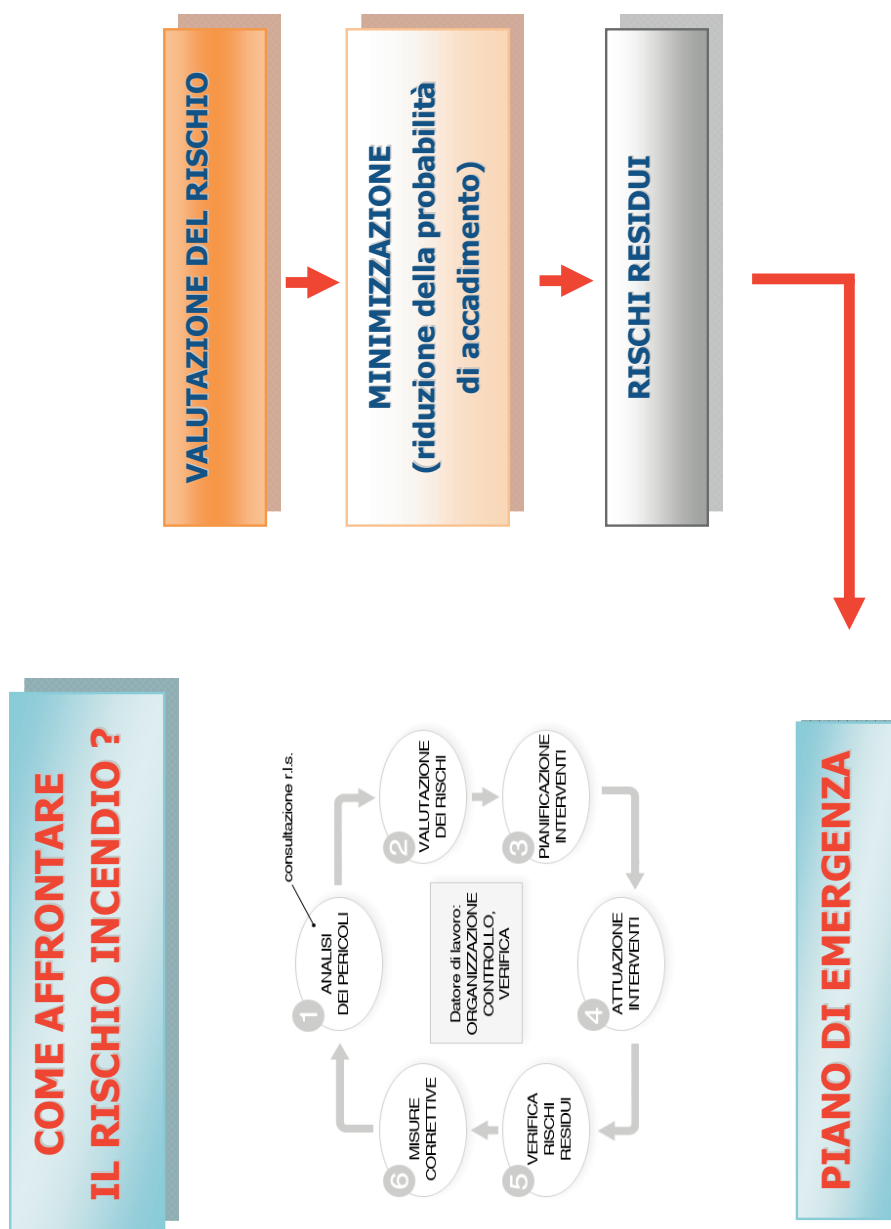 COME AFFRONTARE
IL RISCHIO INCENDIO ?
VALUTAZIONE DEL RISCHIO
MINIMIZZAZIONE
(riduzione della probabilità
di accadimento)
RISCHI RESIDUI
consultazione r.l.s.
1
ANALISI
DEI PERICOLI
2
VALUTAZIONE
DEI RISCHI
3
PIANIFICAZIONE
INTERVENTI
4
ATTUAZIONE
INTERVENTI
5
VERIFICA
RISCHI
RESIDUI
6
MISURE
CORRETTIVE
Datore di lavoro:
ORGANIZZAZIONE
CONTROLLO,
VERIFICA
PIANO DI EMERGENZA